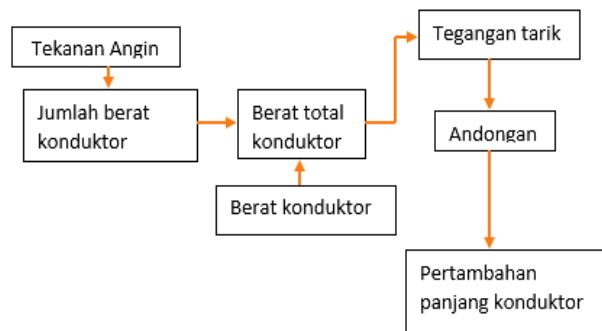 Tekanan Angin
Jumlah berat
konduktor
Berat total
konduktor
Berat konduktor
Tegangan tarik
Andongan
Pertambahan
panjang konduktor